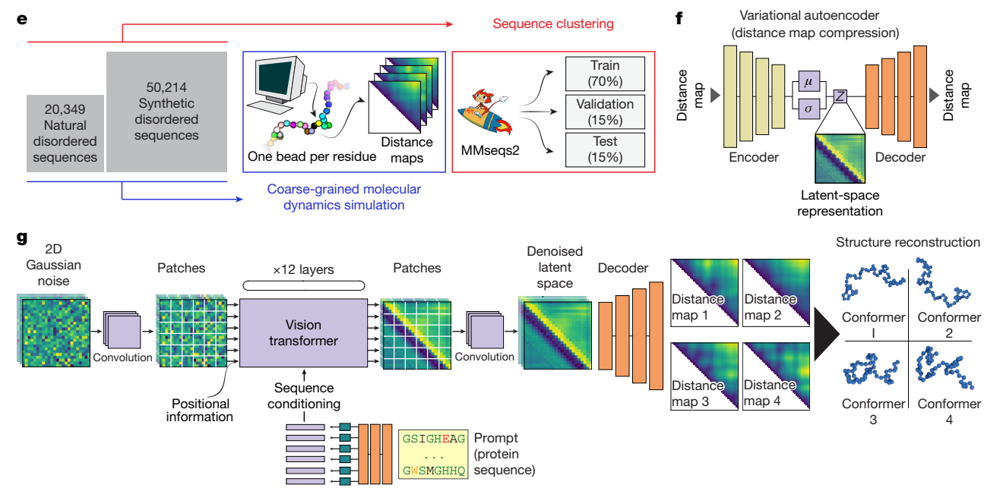 e
Sequence clustering
20,349
Natural
disordered
sequences
50,214
Synthetic
disordered
sequences
One bead per residue
Distance
maps
MMseqs2
Train
(70%)
Validation
(15%)
Test
(15%)
Coarse-grained molecular
dynamics simulation
f
Variational autoencoder
(distance map compression)
Distance
map
μ
σ
Z
Distance
map
Encoder
Decoder
Latent-space
representation
g
2D
Gaussian
noise
Convolution
Patches
Positional
information
×12 layers
Vision
transformer
Sequence
conditioning
GSIGHEAG
...
GWSMGHHQ
Prompt
(protein
sequence)
Patches
Convolution
Denoised
latent
space
Decoder
Distance
map 1
Distance
map 2
Distance
map 3
Distance
map 4
Structure reconstruction
Conformer
1
Conformer
2
Conformer
3
Conformer
4